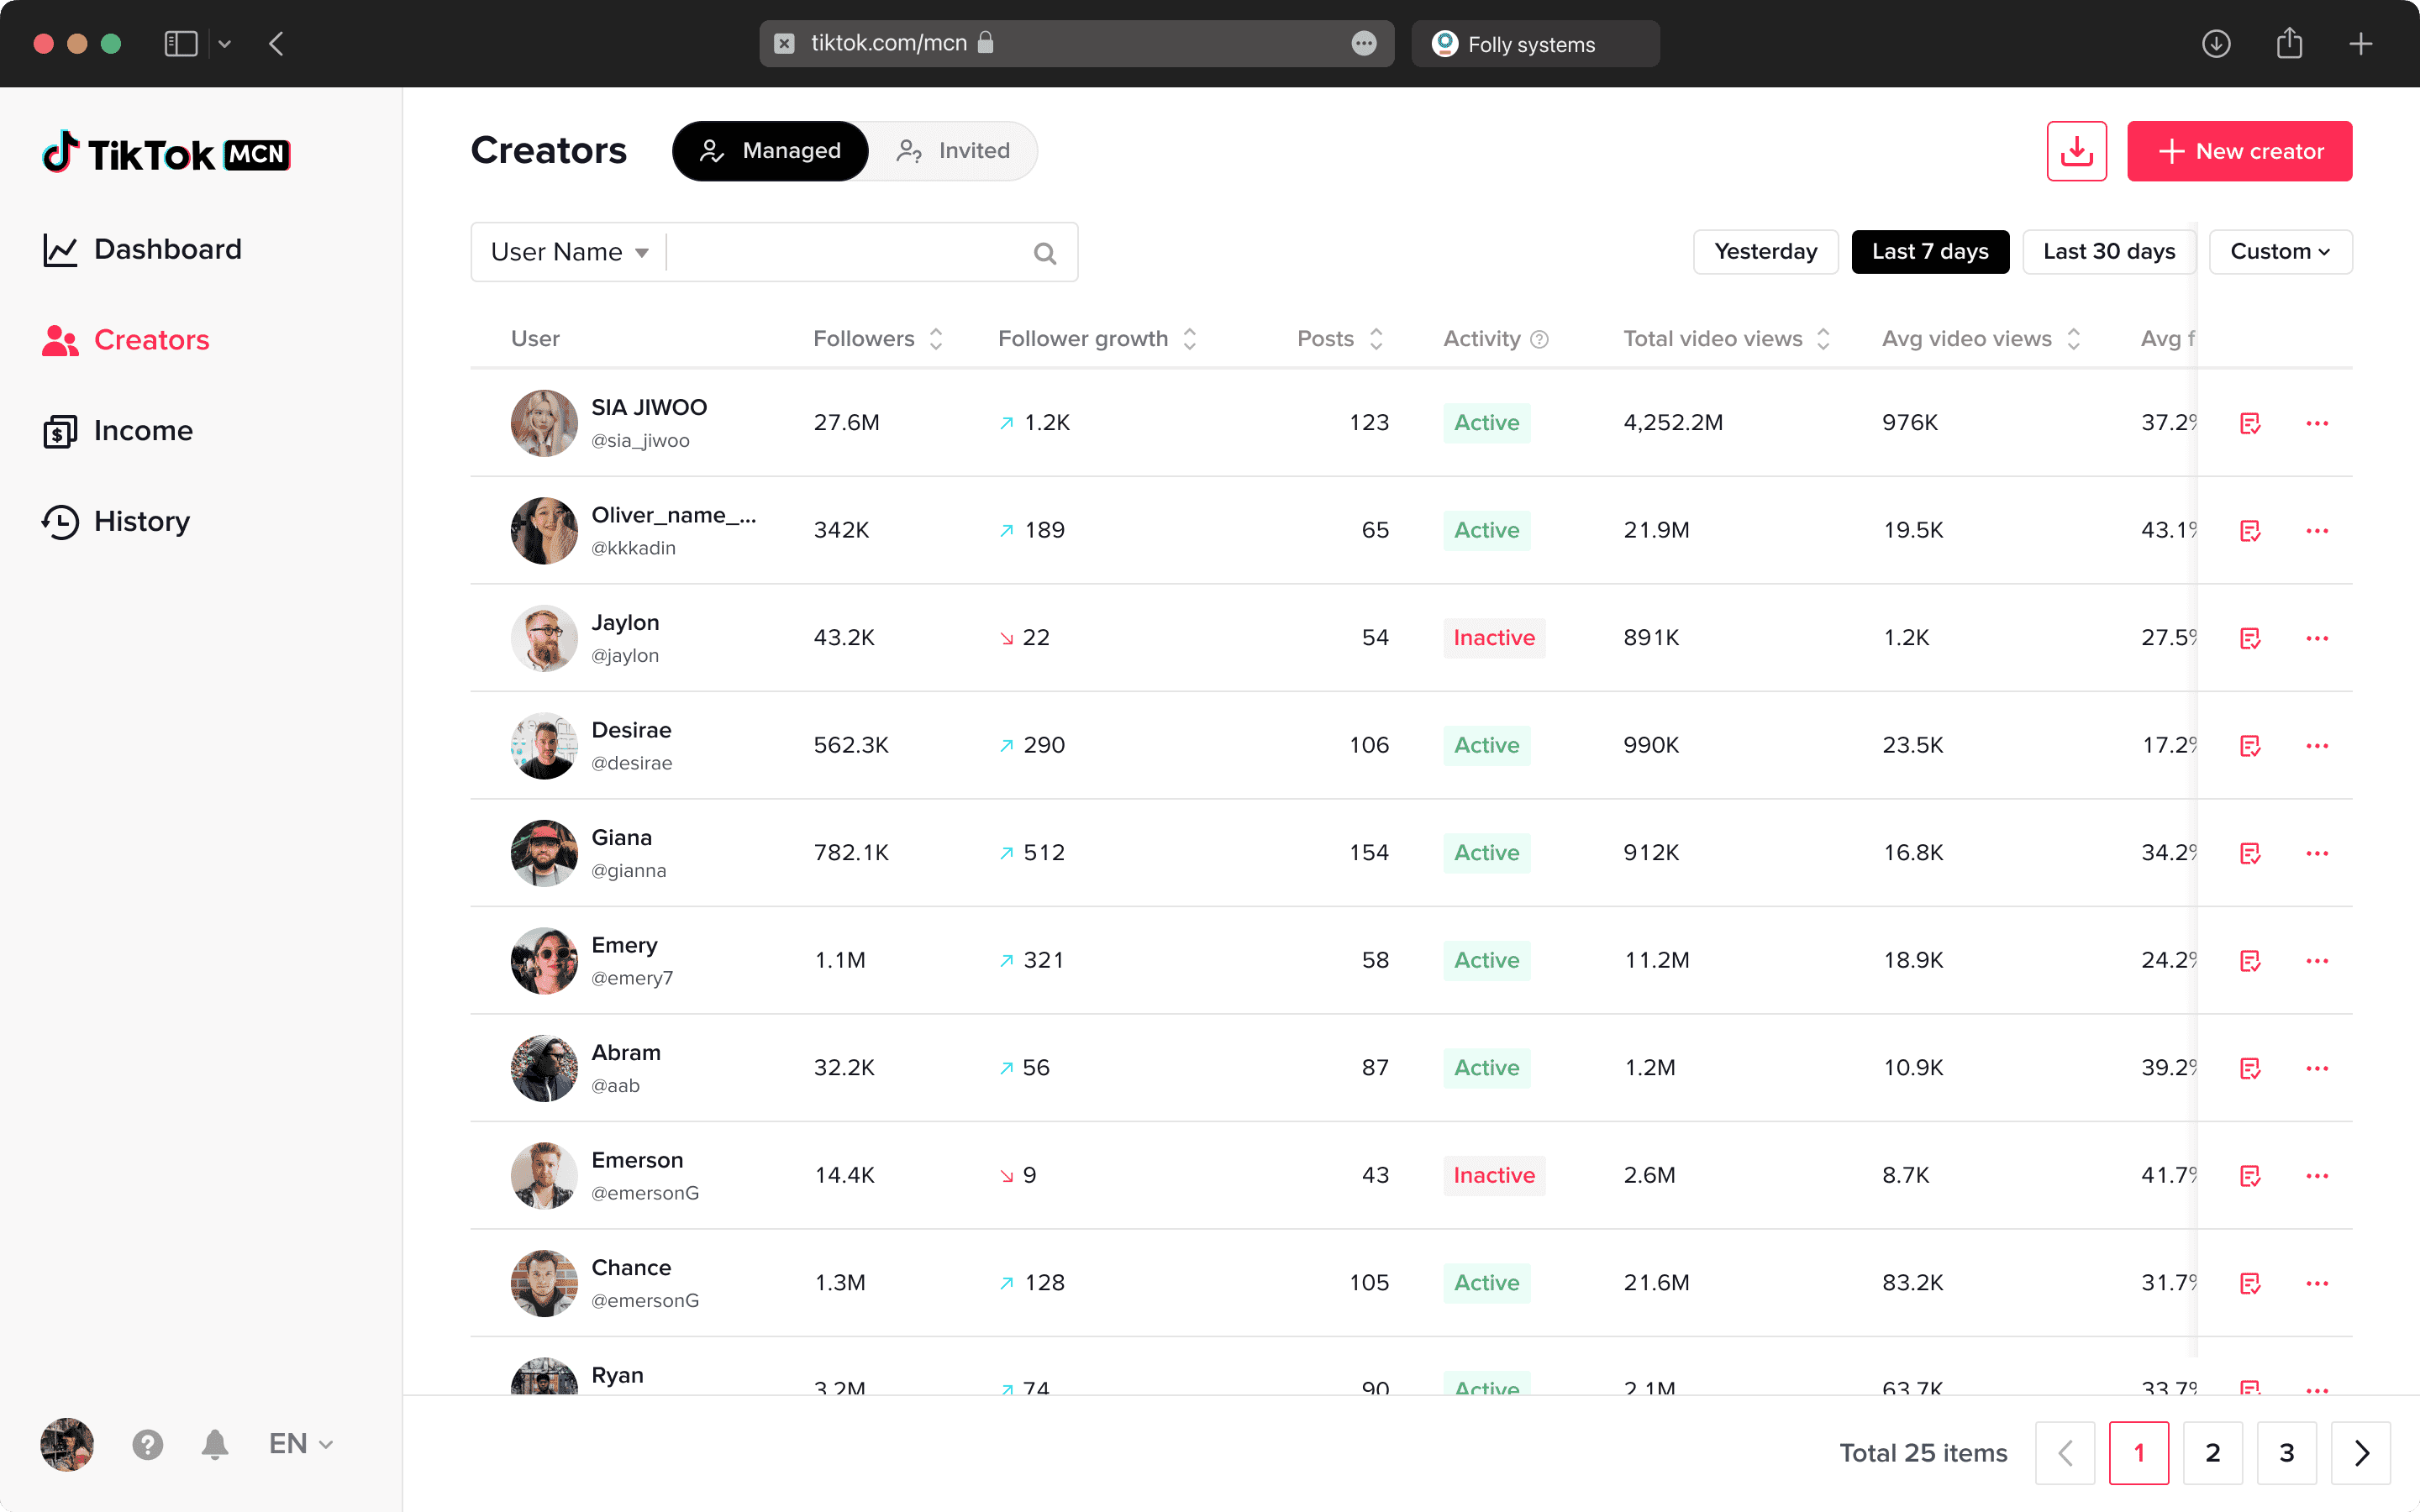 tiktok.com/mcn
Folly systems
TikTok MCN
Dashboard
Creators
Income
History
EN
Creators
Managed
Invited
New creator
User Name
Yesterday
Last 7 days
Last 30 days
Custom
User Followers Follower growth Posts Activity Total video views Avg video views Avg f
SIA JIWOO
@sia_jiwoo
27.6M 1.2K 123 Active 4,252.2M 976K 37.2%
Oliver_name_...
@kkkadin
342K 189 65 Active 21.9M 19.5K 43.1%
Jaylon
@jaylon
43.2K 22 54 Inactive 891K 1.2K 27.5%
Desirae
@desirae
562.3K 290 106 Active 990K 23.5K 17.2%
Giana
@gianna
782.1K 512 154 Active 912K 16.8K 34.2%
Emery
@emery7
1.1M 321 58 Active 11.2M 18.9K 24.2%
Abram
@aab
32.2K 56 87 Active 1.2M 10.9K 39.2%
Emerson
@emersonG
14.4K 9 43 Inactive 2.6M 8.7K 41.7%
Chance
@emersonG
1.3M 128 105 Active 21.6M 83.2K 31.7%
Ryan
3.2M 74 90 Active 2.1M 63.7K 33.7%
Total 25 items
1
2
3